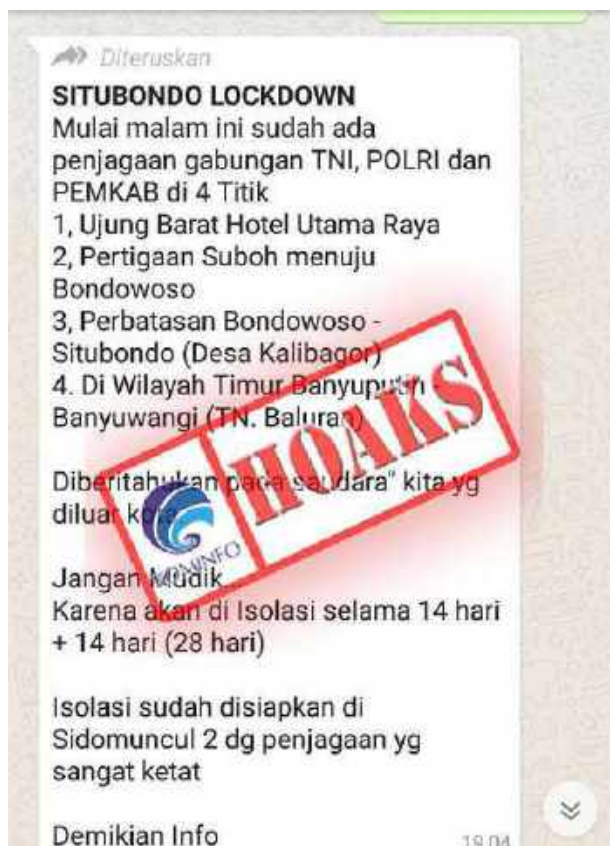 Diteruskan
SITUBONDO LOCKDOWN
Mulai malam ini sudah ada
penjagaan gabungan TNI, POLRI dan
PEMKAB di 4 Titik
1, Ujung Barat Hotel Utama Raya
2, Pertigaan Suboh menuju
Bondowoso
3, Perbatasan Bondowoso -
Situbondo (Desa Kalibagor)
4. Di Wilayah Timur Banyuputih -
Banyuwangi (TN. Baluran)
HOAKS
Diberitahukan pada saudara" kita yg
diluar kota
KOMINFO
Jangan Mudik...
Karena akan di Isolasi selama 14 hari
+ 14 hari (28 hari)
Isolasi sudah disiapkan di
Sidomuncul 2 dg penjagaan yg
sangat ketat
Demikian Info
19.04